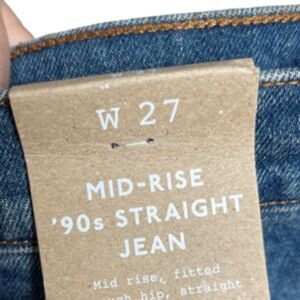 W 27
MID-RISE
'90s STRAIGHT
JEAN
Mid rise, fitted
hip, straight